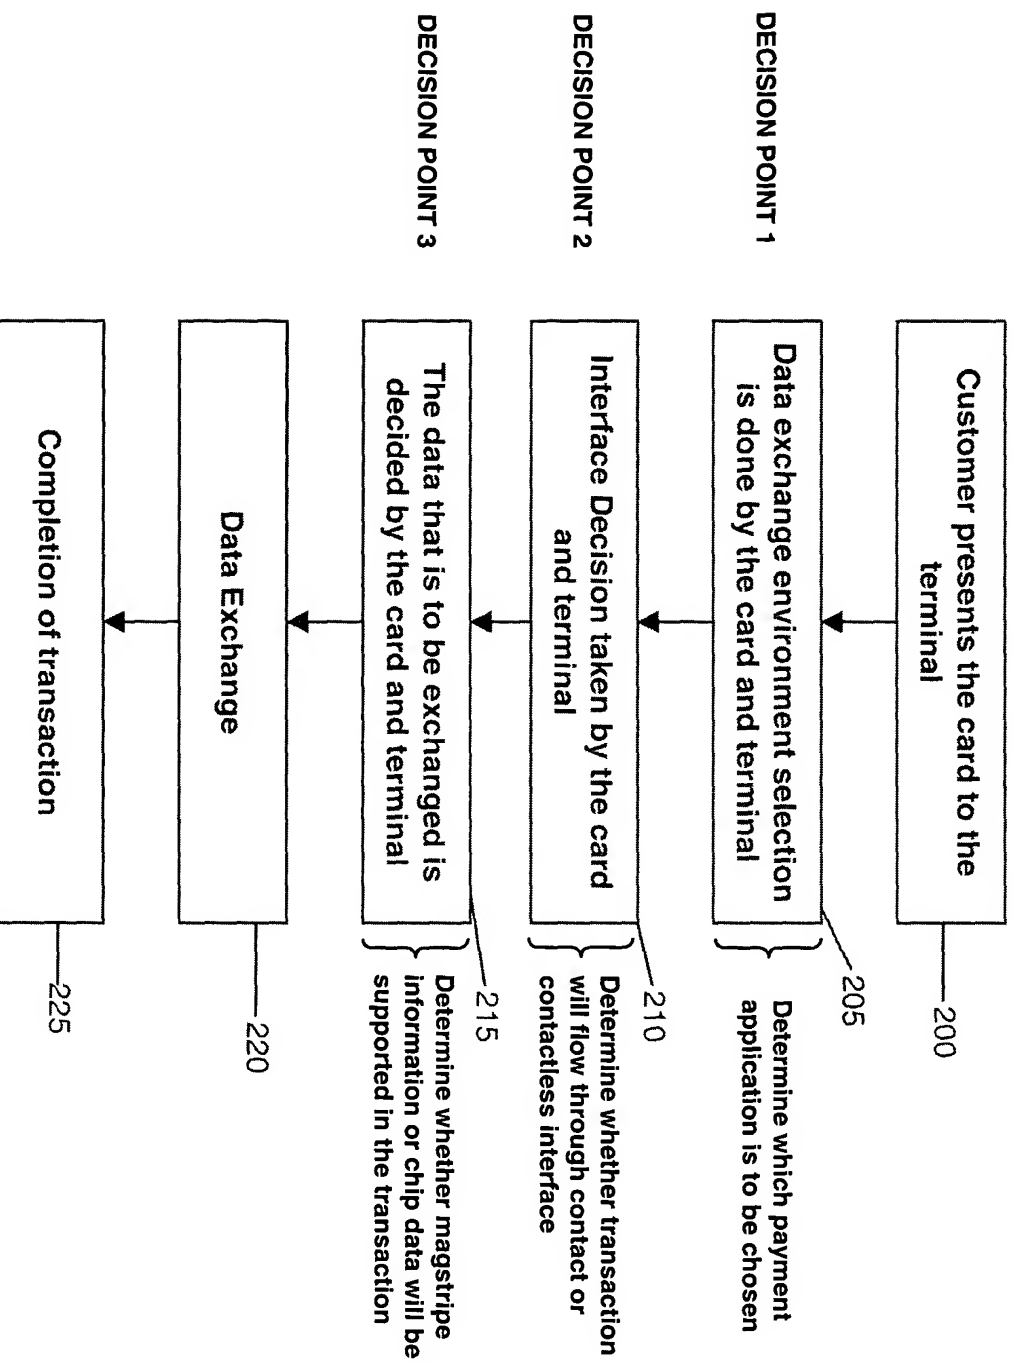 Customer presents the card to the
terminal
200
DECISION POINT 1
Data exchange environment selection
is done by the card and terminal
205
Determine which payment
application is to be chosen
DECISION POINT 2
Interface Decision taken by the card
and terminal
210
Determine whether transaction
will flow through contact or
contactless interface
DECISION POINT 3
The data that is to be exchanged is
decided by the card and terminal
215
Determine whether magstripe
information or chip data will be
supported in the transaction
Data Exchange
220
Completion of transaction
225